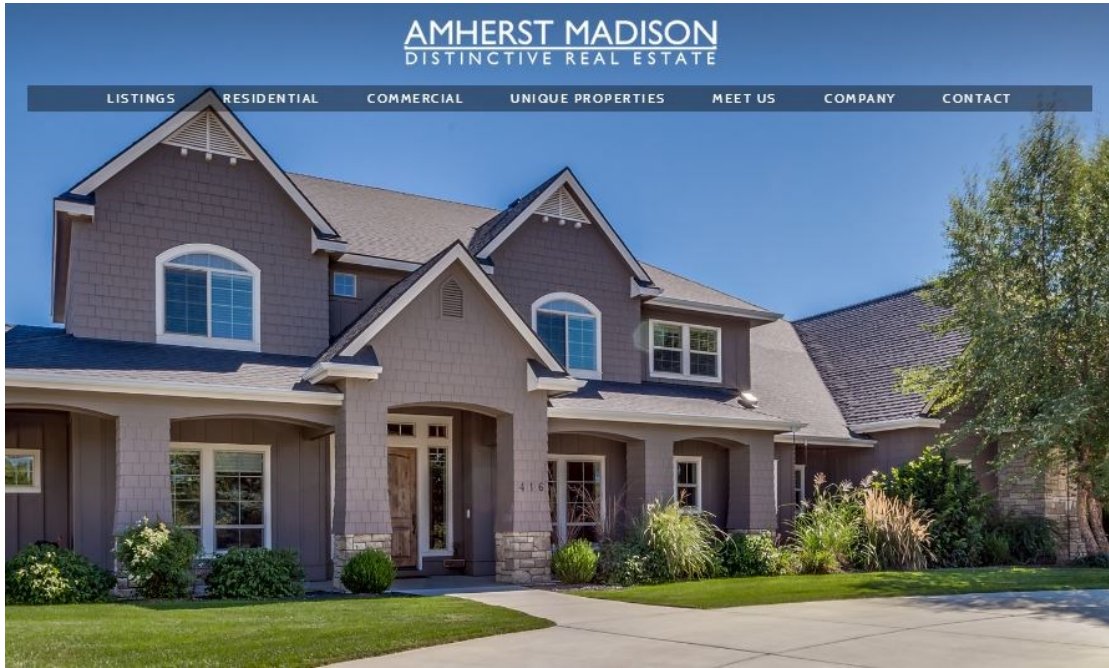 AMHERST MADISON
DISTINCTIVE REAL ESTATE
LISTINGS RESIDENTIAL COMMERCIAL UNIQUE PROPERTIES MEET US COMPANY CONTACT
416